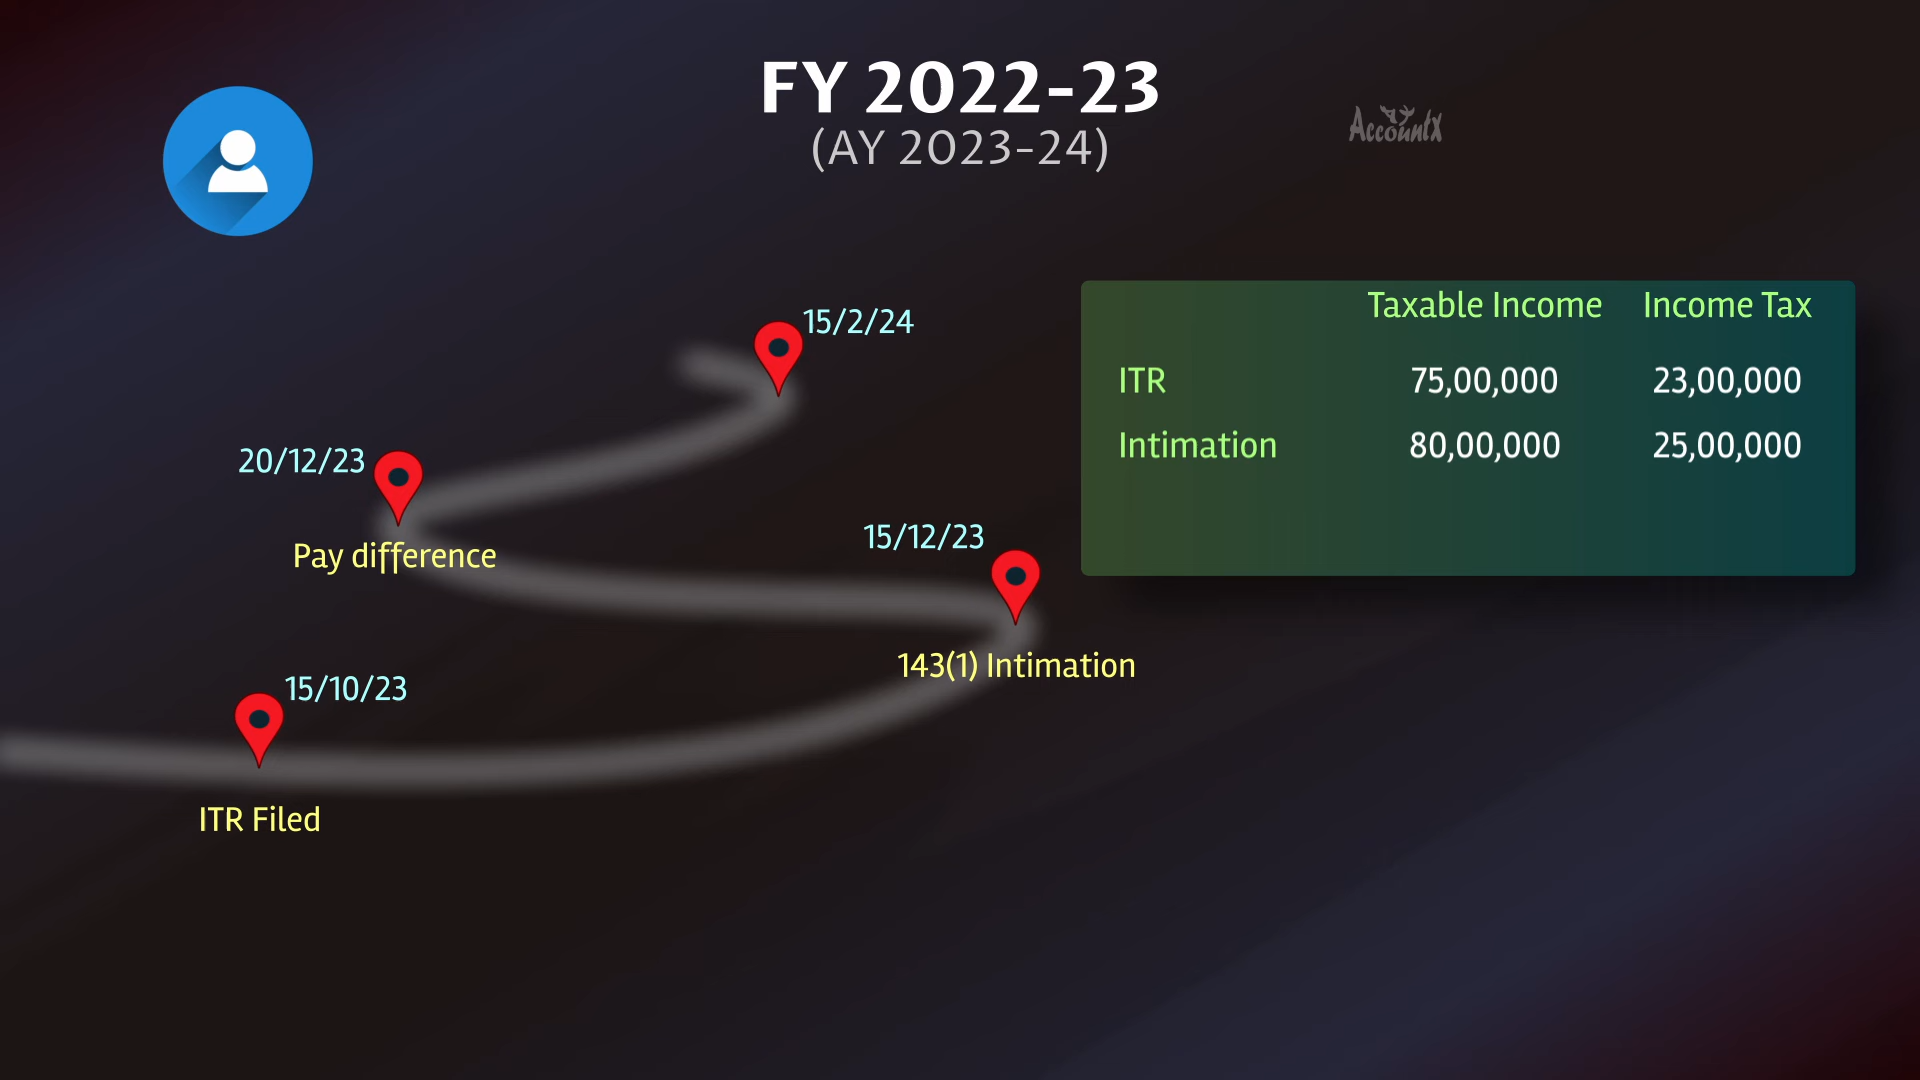 FY 2022-23
(AY 2023-24)
AccountX
15/2/24
20/12/23
Pay difference
15/12/23
143(1) Intimation
15/10/23
ITR Filed
Taxable Income Income Tax
ITR 75,00,000 23,00,000
Intimation 80,00,000 25,00,000